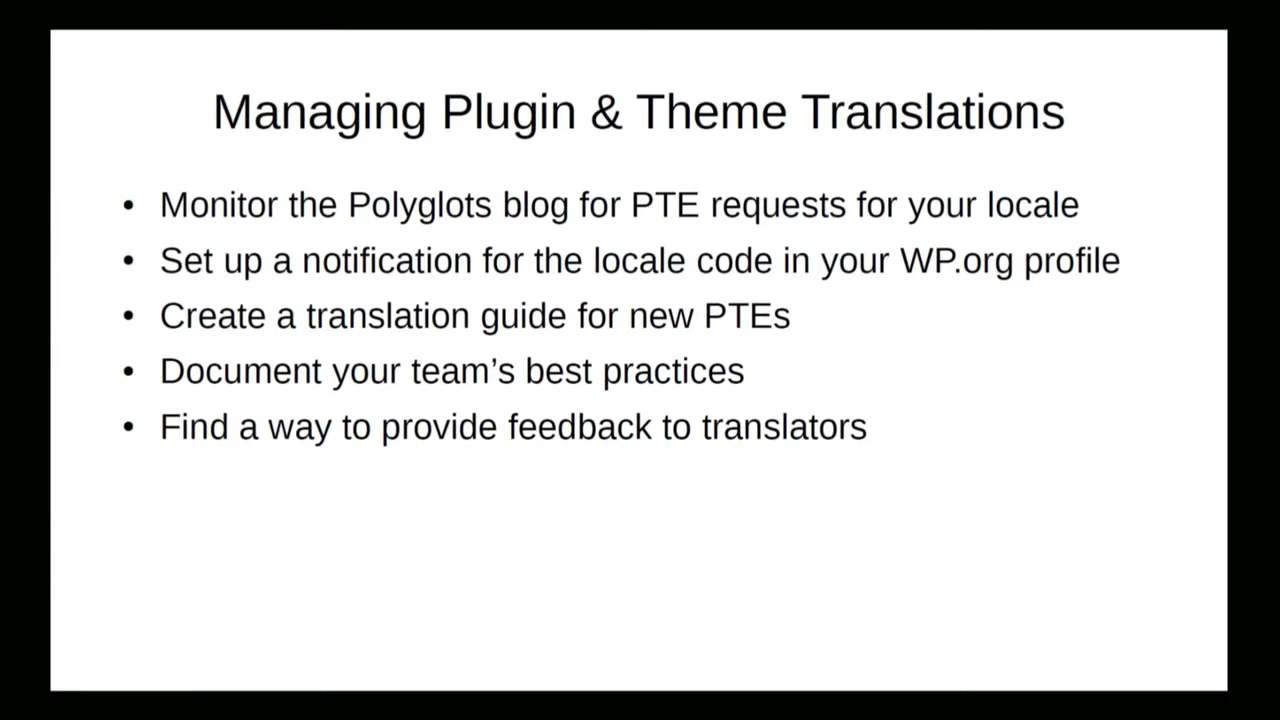 Managing Plugin & Theme Translations
• Monitor the Polyglots blog for PTE requests for your locale
• Set up a notification for the locale code in your WP.org profile
• Create a translation guide for new PTEs
• Document your team’s best practices
• Find a way to provide feedback to translators